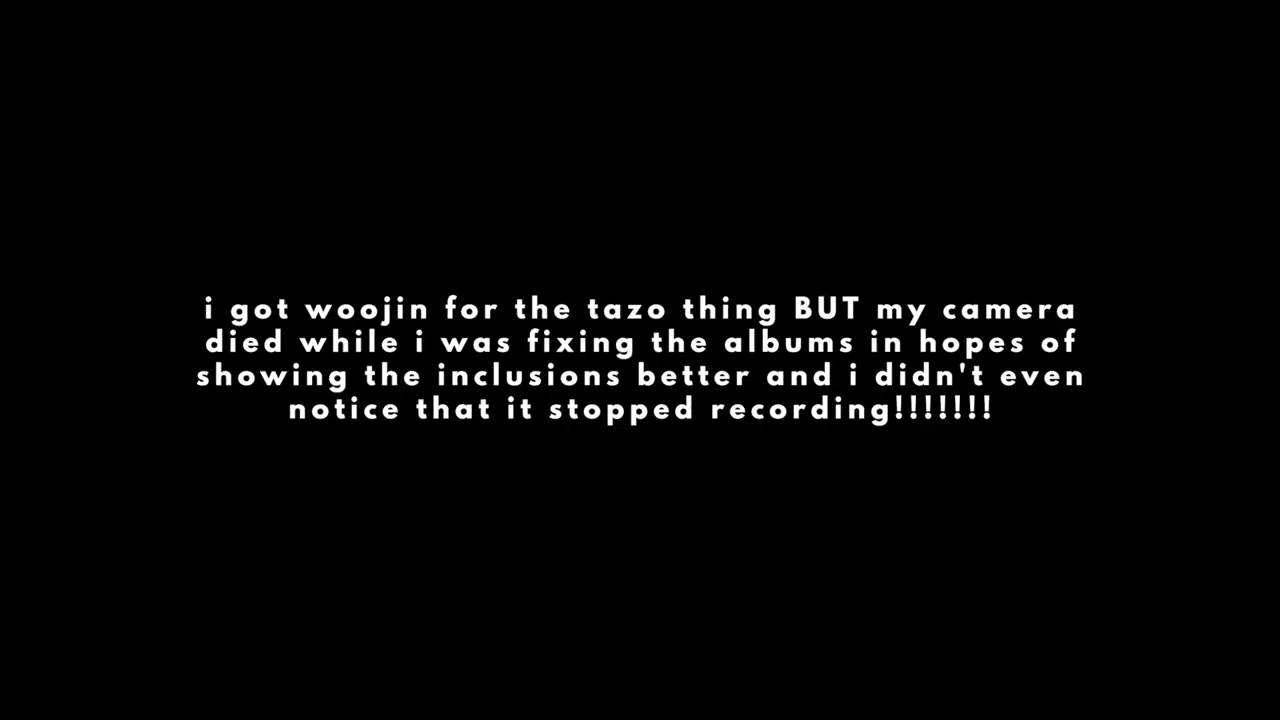 i got woojin for the tazo thing BUT my camera
died while i was fixing the albums in hopes of
showing the inclusions better and i didn't even
notice that it stopped recording!!!!!!!